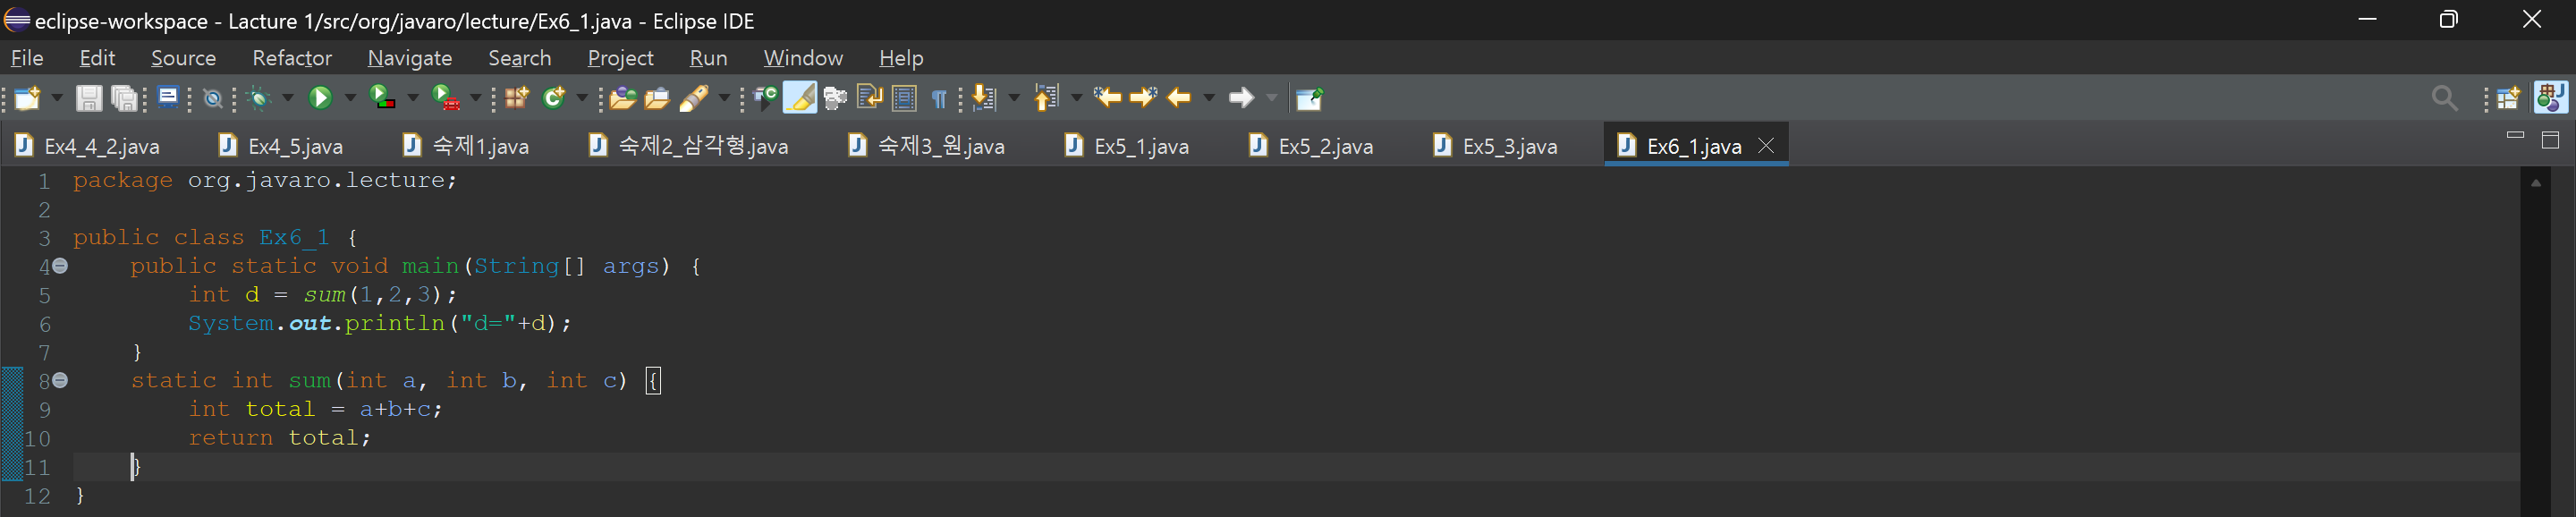 eclipse-workspace - Lacture 1/src/org/javaro/lecture/Ex6_1.java - Eclipse IDE
File Edit Source Refactor Navigate Search Project Run Window Help
Ex4_4_2.java Ex4_5.java 숙제1.java 숙제2_삼각형.java 숙제3_원.java Ex5_1.java Ex5_2.java Ex5_3.java Ex6_1.java
1 package org.javaro.lecture;
2
3 public class Ex6_1 {
4 public static void main(String[] args) {
5 int d = sum(1,2,3);
6 System.out.println("d="+d);
7 }
8 static int sum(int a, int b, int c) {
9 int total = a+b+c;
10 return total;
11 }
12 }